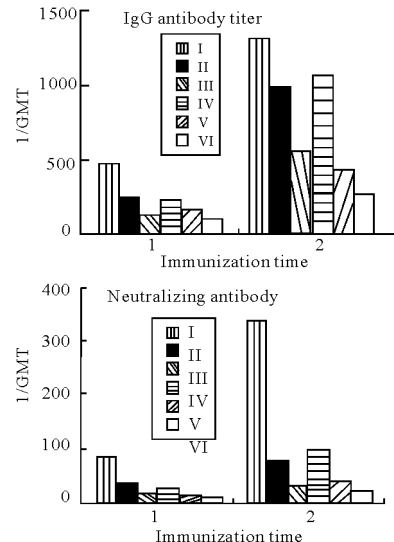 IgG antibody titer
1500
1000
500
0
1/GMT
I
II
III
IV
V
VI
1
2
Immunization time
Neutralizing antibody
400
300
200
100
0
1/GMT
I
II
III
IV
V
VI
1
2
Immunization time